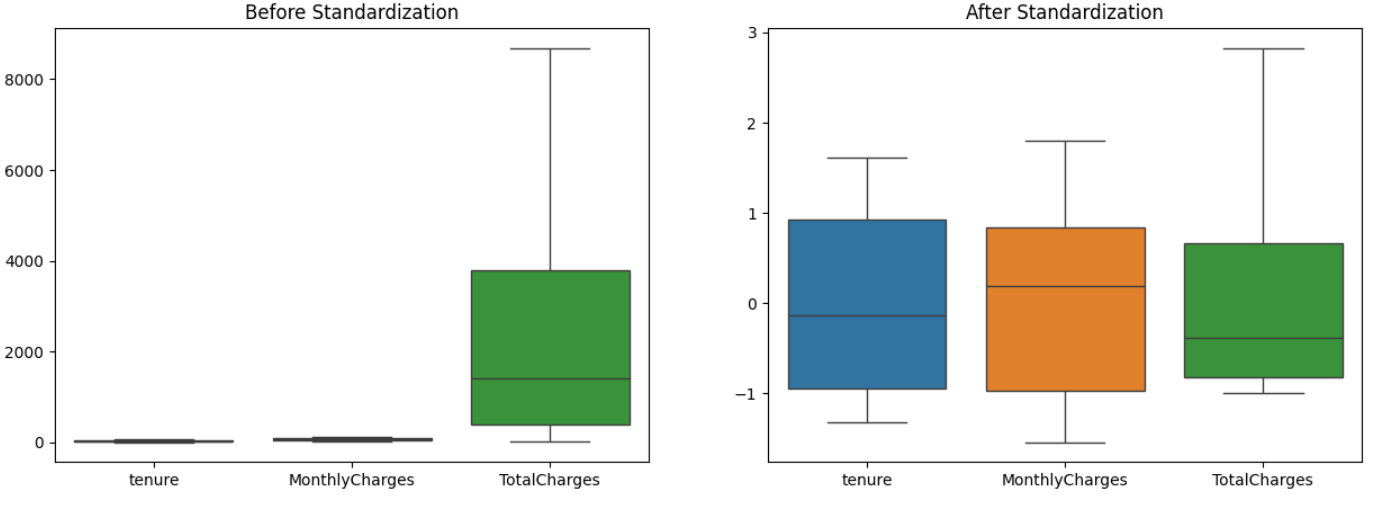 Before Standardization
8000
6000
4000
2000
0
tenure MonthlyCharges TotalCharges
After Standardization
3
2
1
0
−1
tenure MonthlyCharges TotalCharges